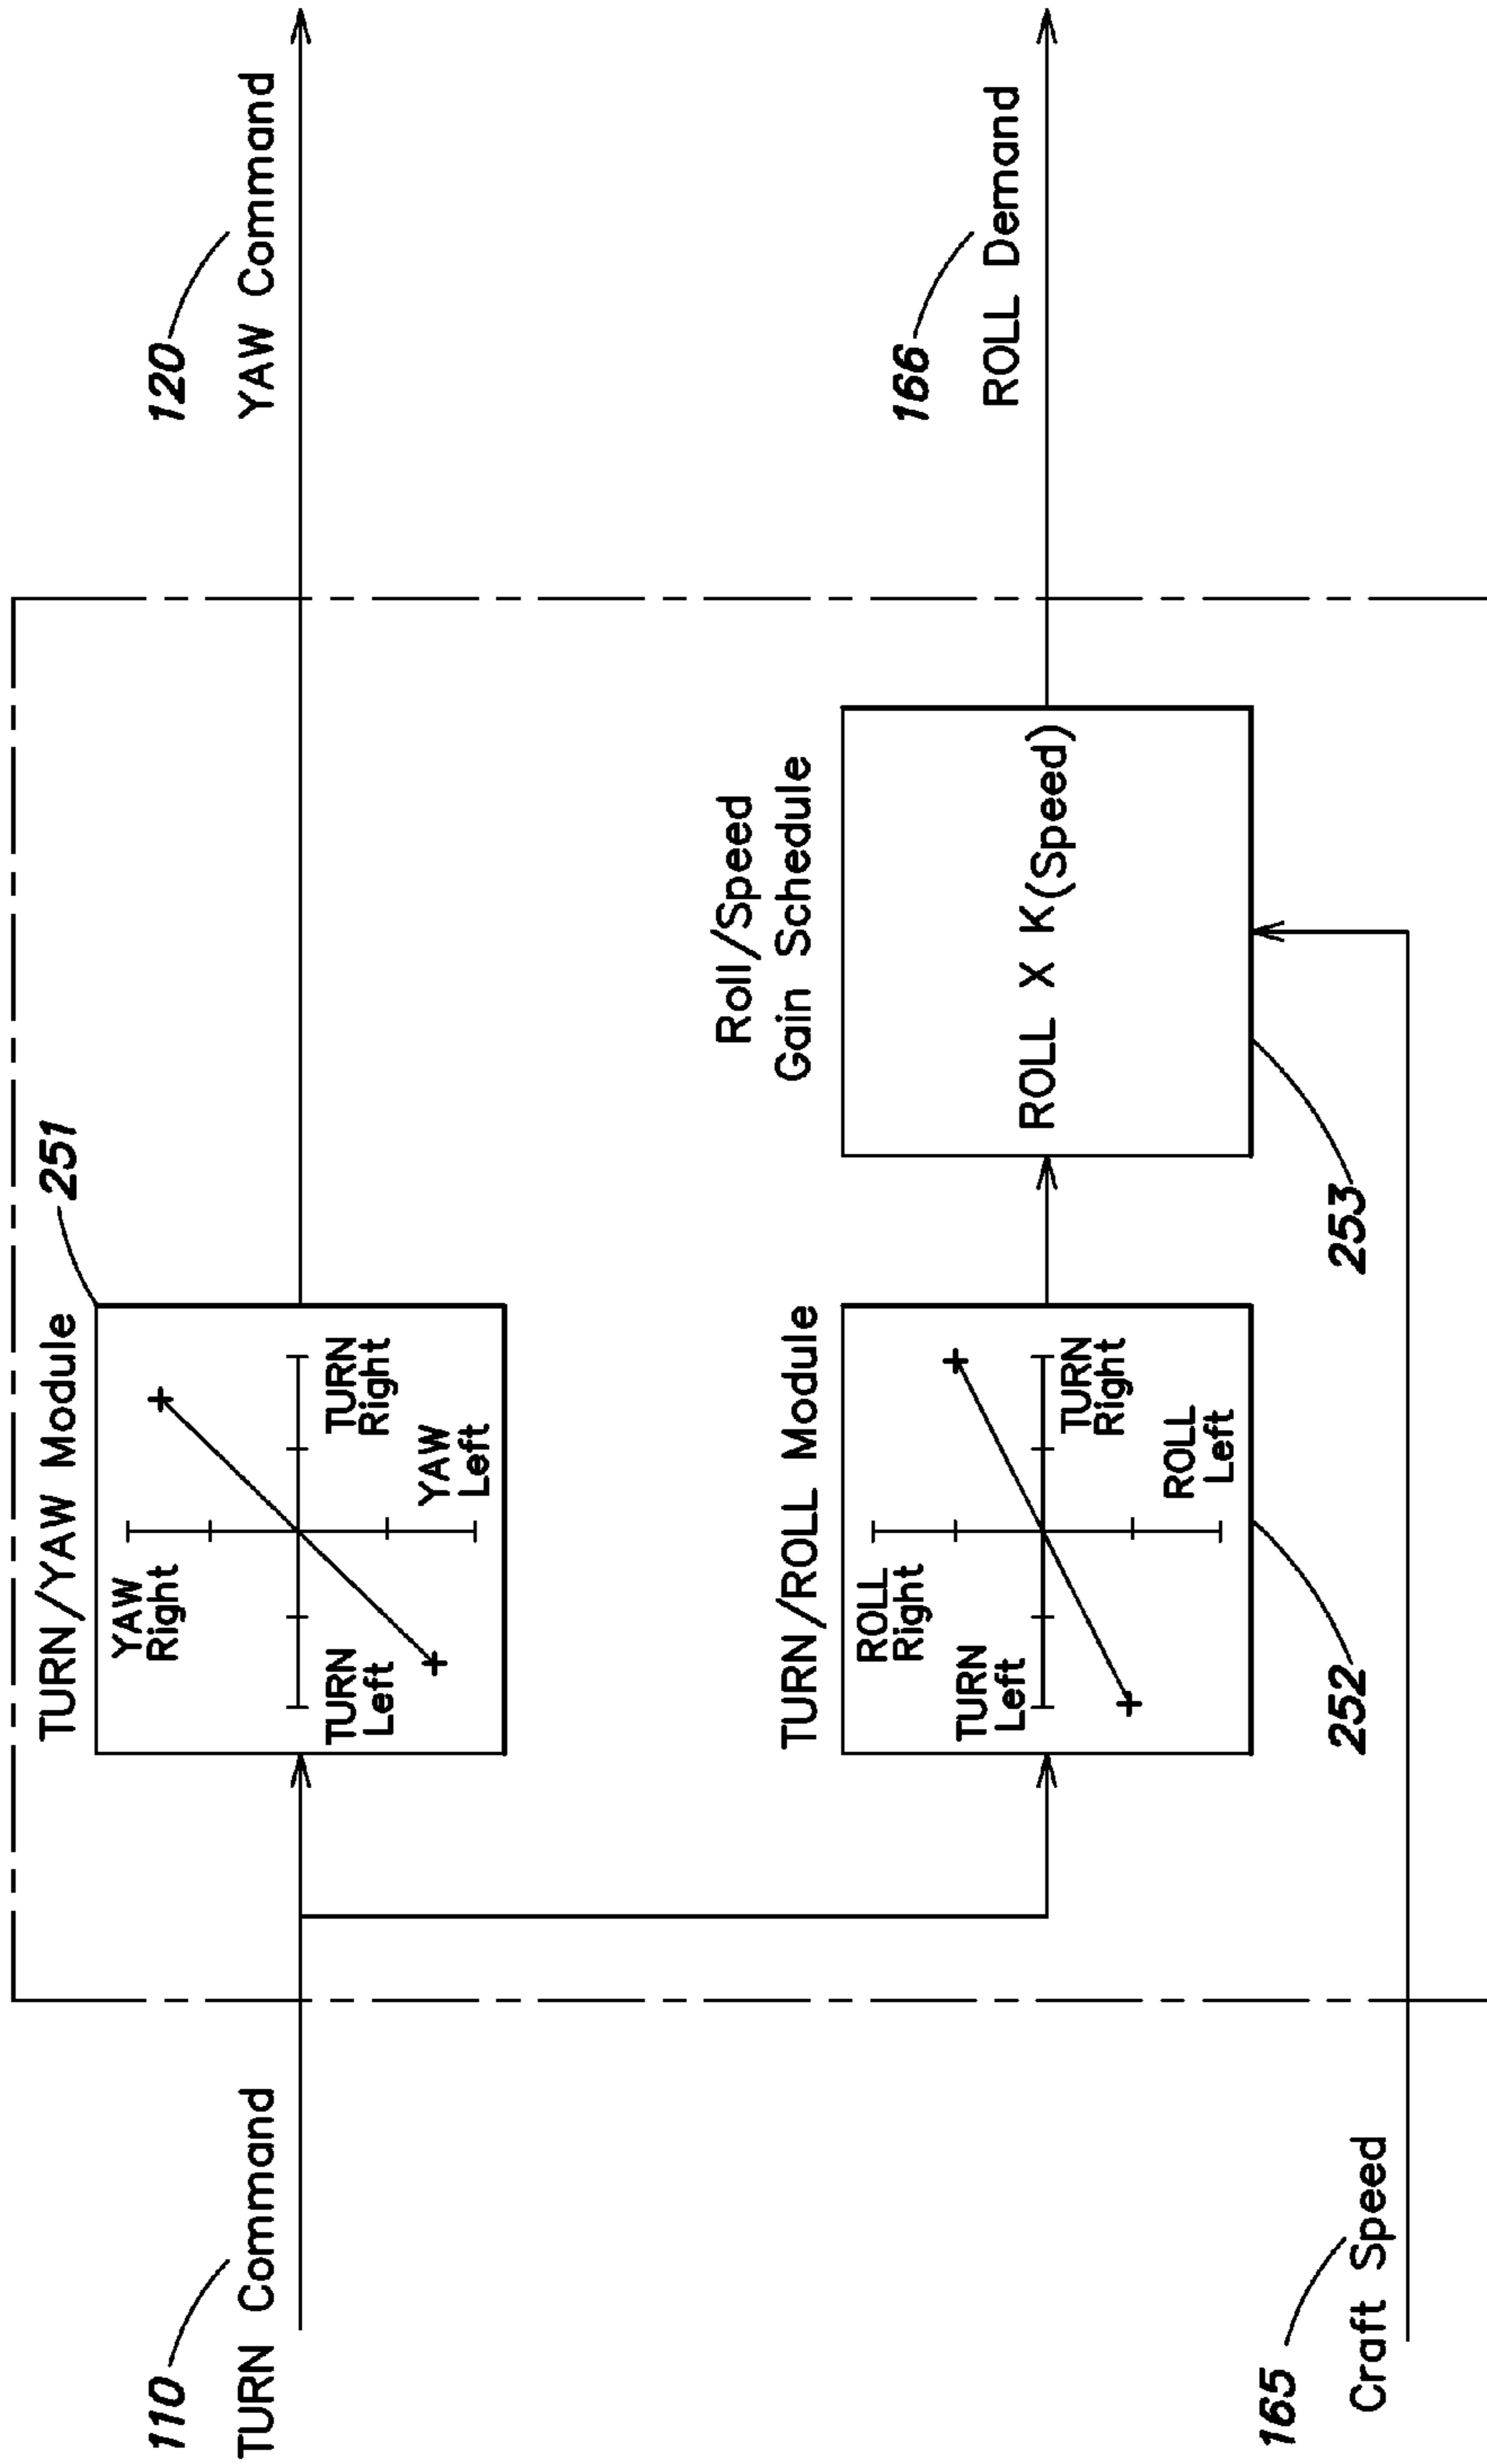 110
TURN Command
TURN/YAW Module
251
YAW
Right
TURN
Left
TURN
Right
YAW
Left
120
YAW Command
TURN/ROLL Module
ROLL
Right
TURN
Left
TURN
Right
ROLL
Left
252
Roll/Speed
Gain Schedule
ROLL X K(Speed)
253
166
ROLL Demand
165
Craft Speed